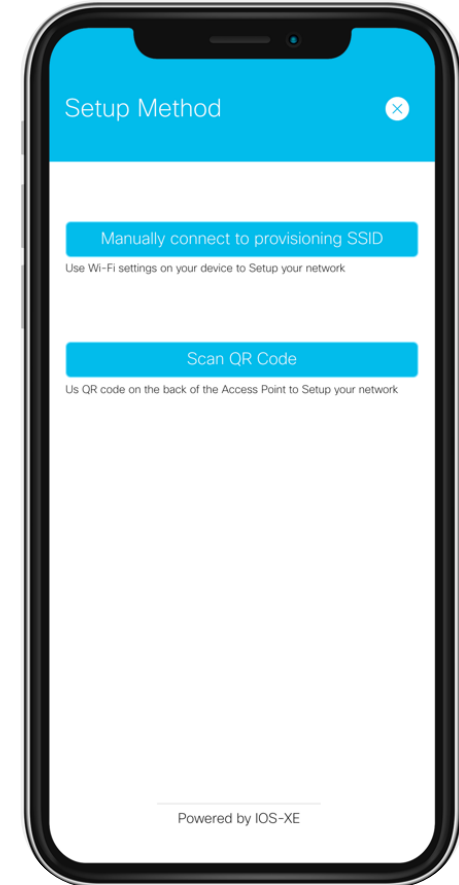 Setup Method
Manually connect to provisioning SSID
Use Wi-Fi settings on your device to Setup your network
Scan QR Code
Us QR code on the back of the Access Point to Setup your network
Powered by IOS-XE